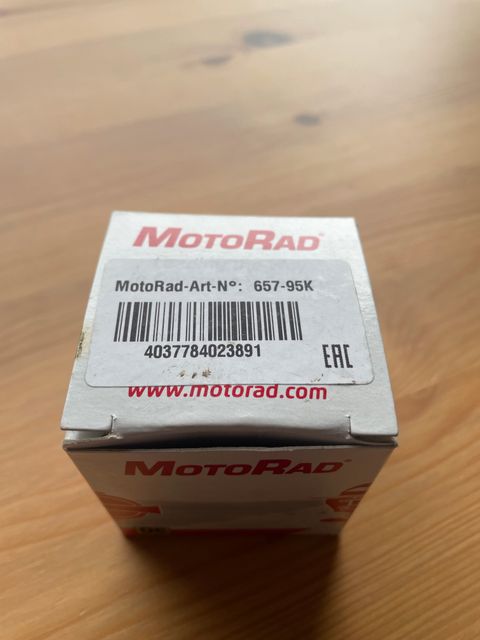 MOTORAD
MotoRad-Art-N°: 657-95K
4037784023891
EAC
www.motorad.com
MOTORAD